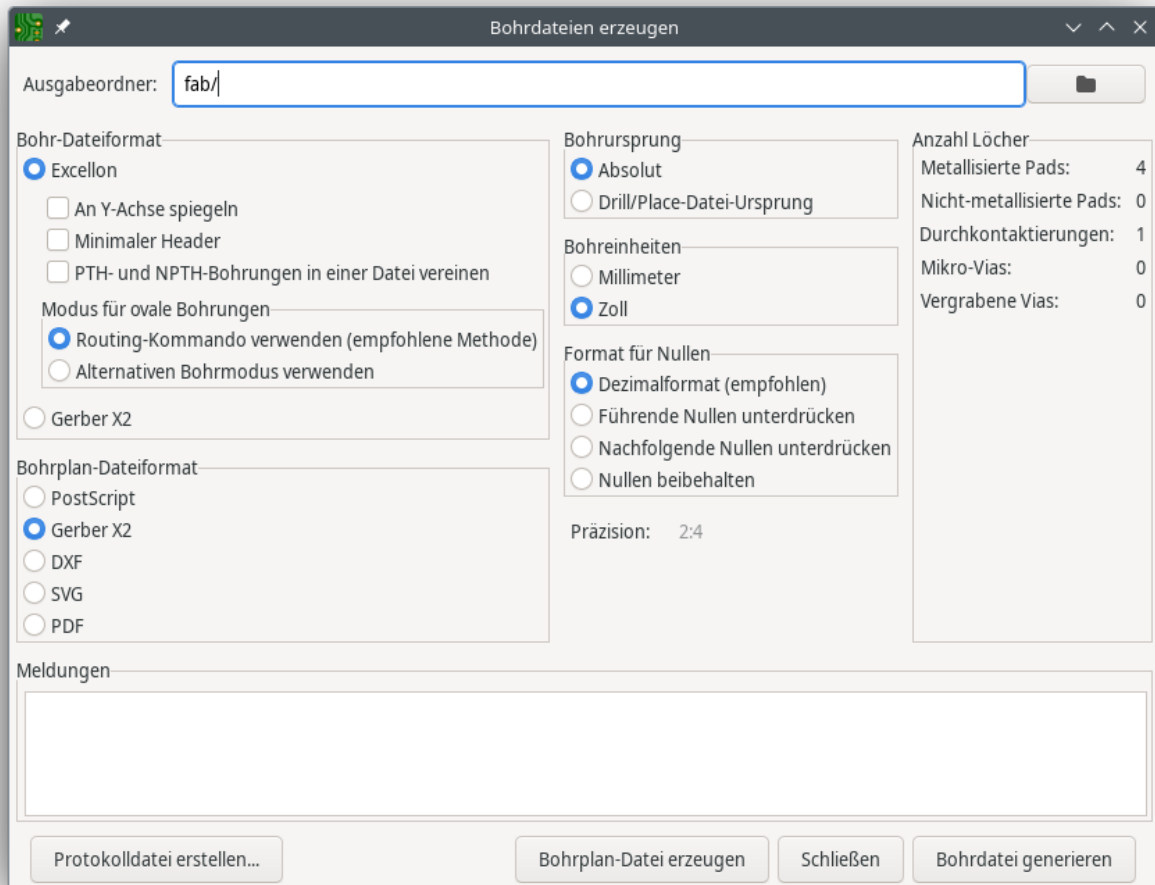 Bohrdateien erzeugen
Ausgabeordner: fab/
Bohr-Dateiformat
Excellon
An Y-Achse spiegeln
Minimaler Header
PTH- und NPTH-Bohrungen in einer Datei vereinen
Modus für ovale Bohrungen
Routing-Kommando verwenden (empfohlene Methode)
Alternativen Bohrmodus verwenden
Gerber X2
Bohrplan-Dateiformat
PostScript
Gerber X2
DXF
SVG
PDF
Bohrursprung
Absolut
Drill/Place-Datei-Ursprung
Bohreinheiten
Millimeter
Zoll
Format für Nullen
Dezimalformat (empfohlen)
Führende Nullen unterdrücken
Nachfolgende Nullen unterdrücken
Nullen beibehalten
Präzision: 2:4
Anzahl Löcher
Metallisierte Pads: 4
Nicht-metallisierte Pads: 0
Durchkontaktierungen: 1
Mikro-Vias: 0
Vergrabene Vias: 0
Meldungen
Protokolldatei erstellen... Bohrplan-Datei erzeugen Schließen Bohrdatei generieren